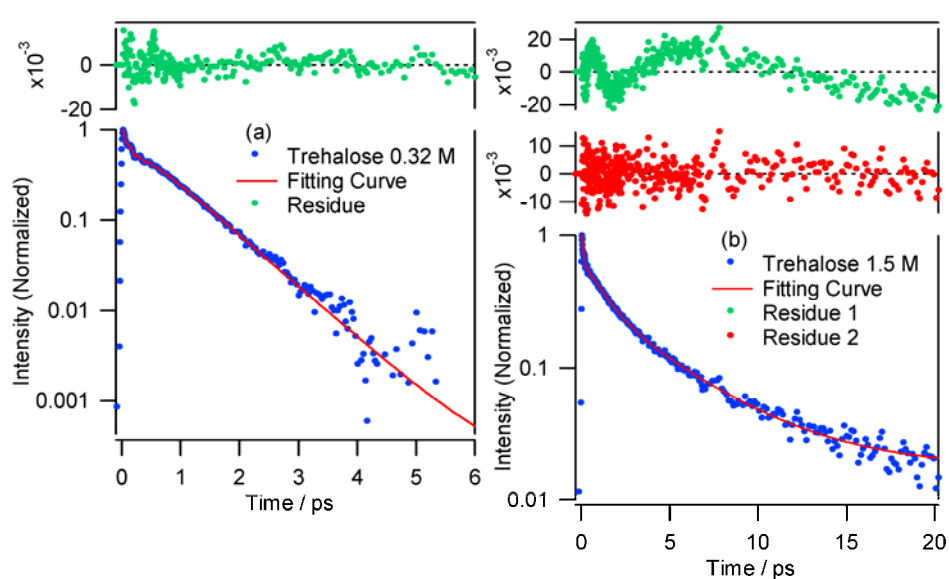 x10-3
0
-20
1
0.1
0.01
0.001
Intensity (Normalized)
(a)
Trehalose 0.32 M
Fitting Curve
Residue
0 1 2 3 4 5 6
Time / ps
x10-3
20
0
-20
x10-3
10
0
-10
1
0.1
0.01
Intensity (Normalized)
(b)
Trehalose 1.5 M
Fitting Curve
Residue 1
Residue 2
0 5 10 15 20
Time / ps